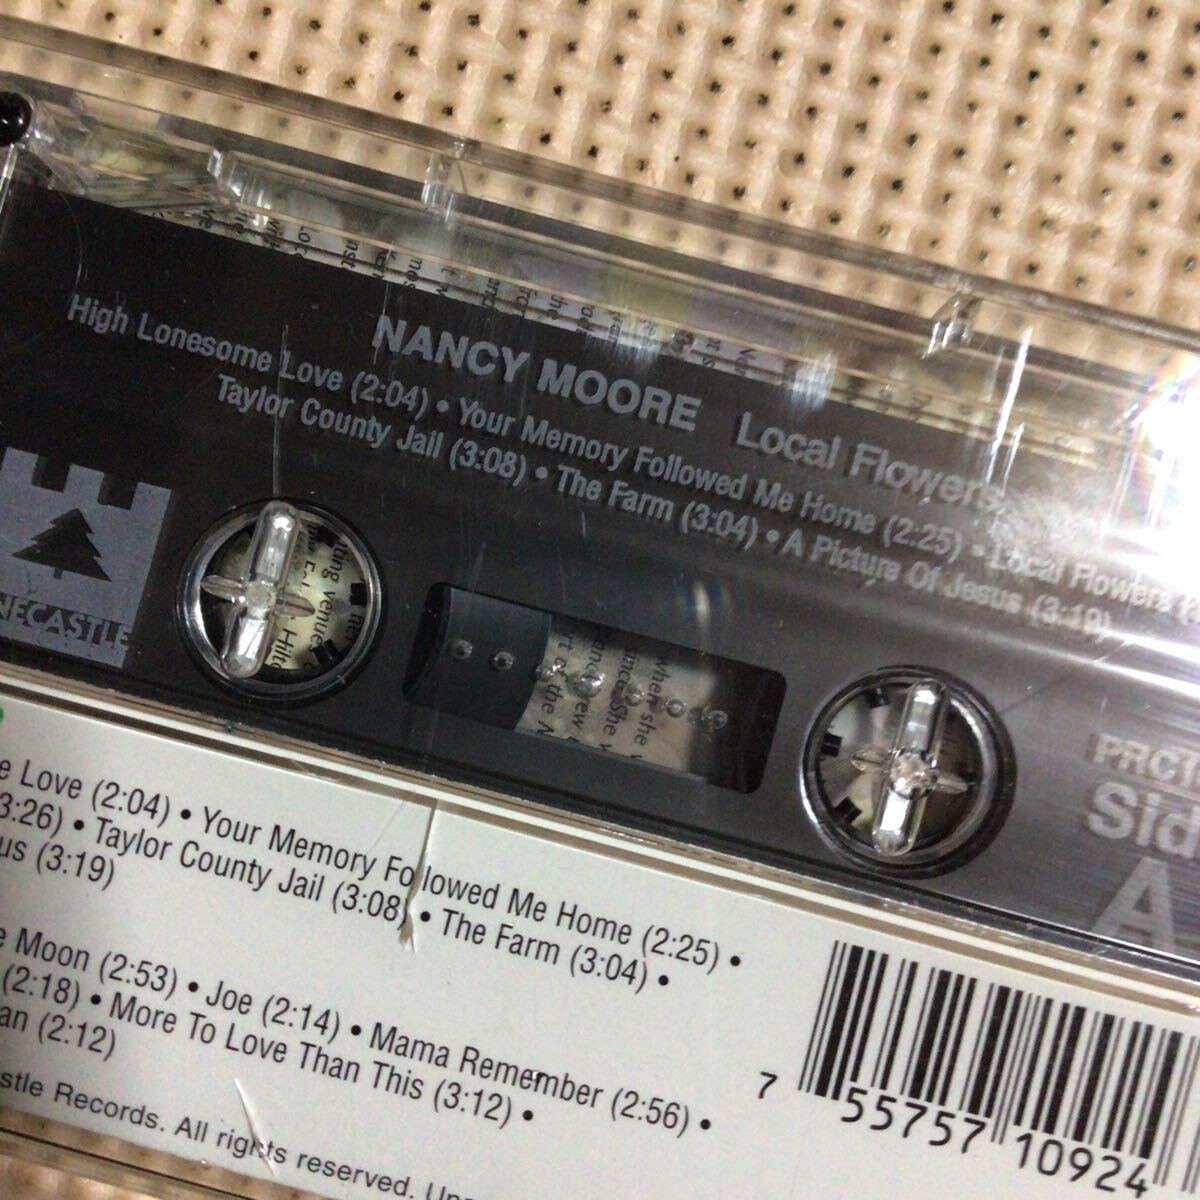 NANCY MOORE Local Flowers
High Lonesome Love (2:04) • Your Memory Followed Me Home (2:25) • Local Flowers
Taylor County Jail (3:08) • The Farm (3:04) • A Picture Of Jesus (3:19)
NECASTLE
PRCT
Sid
A
e Love (2:04) • Your Memory Followed Me Home (2:25) •
3:26) • Taylor County Jail (3:08) • The Farm (3:04) •
us (3:19)
e Moon (2:53) • Joe (2:14) • Mama Remember (2:56) •
(2:18) • More To Love Than This (3:12) •
an (2:12)
stle Records. All rights reserved.
7 55757 10924